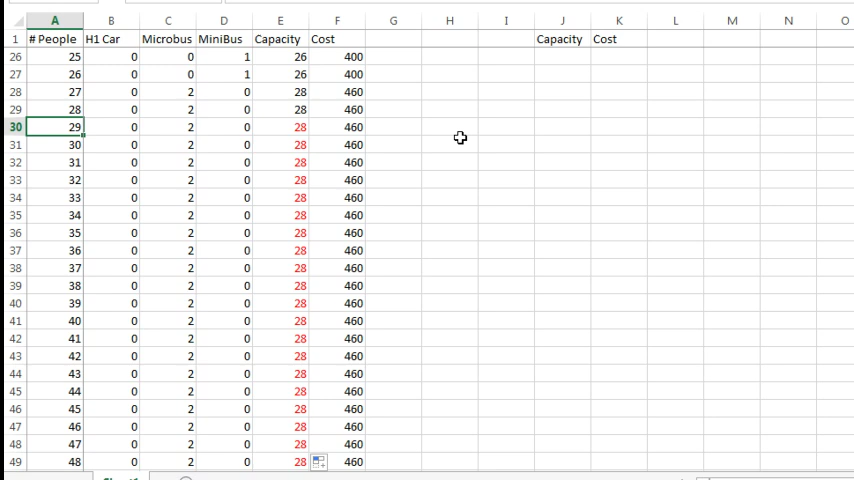 A B C D E F G H I J K L M N O
1 # People H1 Car Microbus MiniBus Capacity Cost Capacity Cost
26 25 0 0 1 26 400
27 26 0 0 1 26 400
28 27 0 2 0 28 460
29 28 0 2 0 28 460
30 29 0 2 0 28 460
31 30 0 2 0 28 460
32 31 0 2 0 28 460
33 32 0 2 0 28 460
34 33 0 2 0 28 460
35 34 0 2 0 28 460
36 35 0 2 0 28 460
37 36 0 2 0 28 460
38 37 0 2 0 28 460
39 38 0 2 0 28 460
40 39 0 2 0 28 460
41 40 0 2 0 28 460
42 41 0 2 0 28 460
43 42 0 2 0 28 460
44 43 0 2 0 28 460
45 44 0 2 0 28 460
46 45 0 2 0 28 460
47 46 0 2 0 28 460
48 47 0 2 0 28 460
49 48 0 2 0 28 460